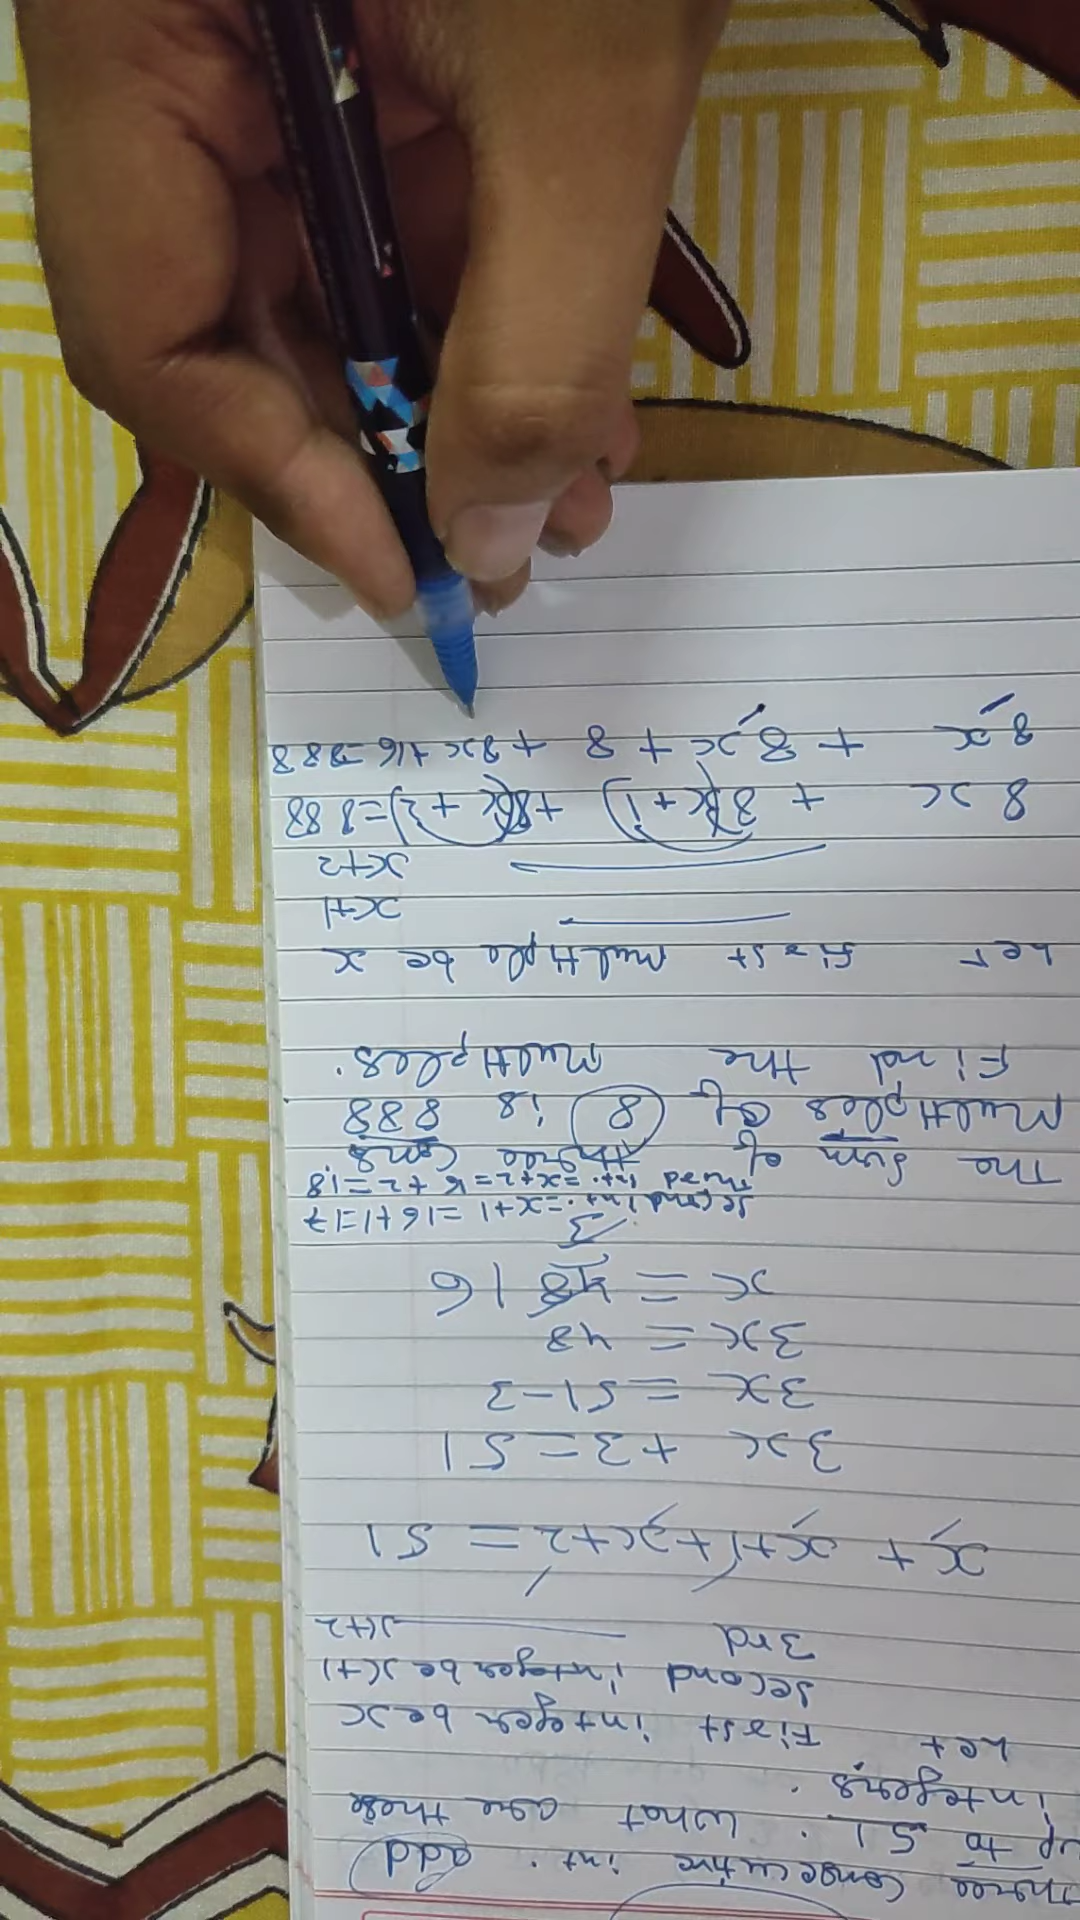 Three consecutive int. add
up to 51. What are these
integers.
Let First integer be x
second integer be x+1
3rd x+2
x + x+1 + x+2 = 51
3x + 3 = 51
3x = 51-3
3x = 48
x = 48 16
3
second int. = x+1 = 16+1=17
Third int. = x+2 = 16+2=18
The Sum of three cons
Multiples of 8 is 888
Find the Multiples.
Let First multiple be x
x+1
x+2
8x + 8(x+1) + 8(x+2) = 888
8x + 8x + 8 + 8x + 16 = 888